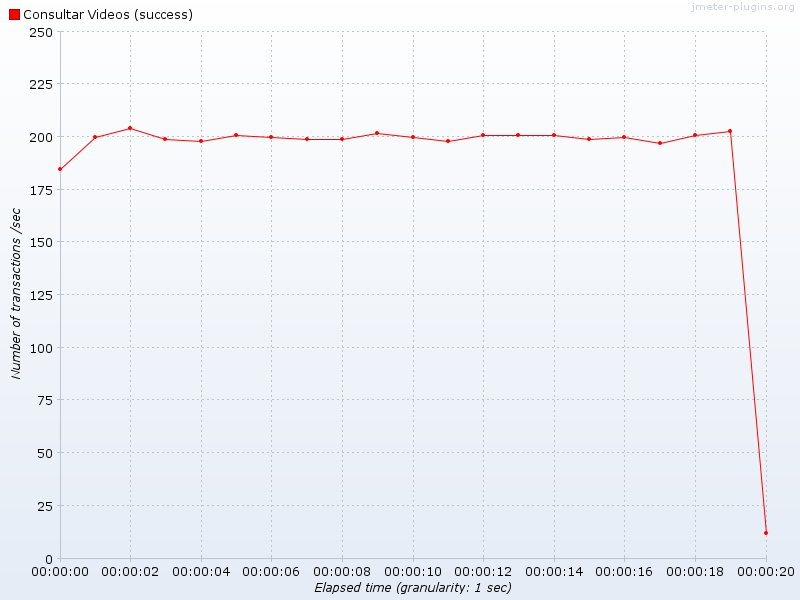 jmeter-plugins.org
Consultar Videos (success)
250
225
200
175
150
125
100
75
50
25
0
Number of transactions /sec
00:00:00 00:00:02 00:00:04 00:00:06 00:00:08 00:00:10 00:00:12 00:00:14 00:00:16 00:00:18 00:00:20
Elapsed time (granularity: 1 sec)